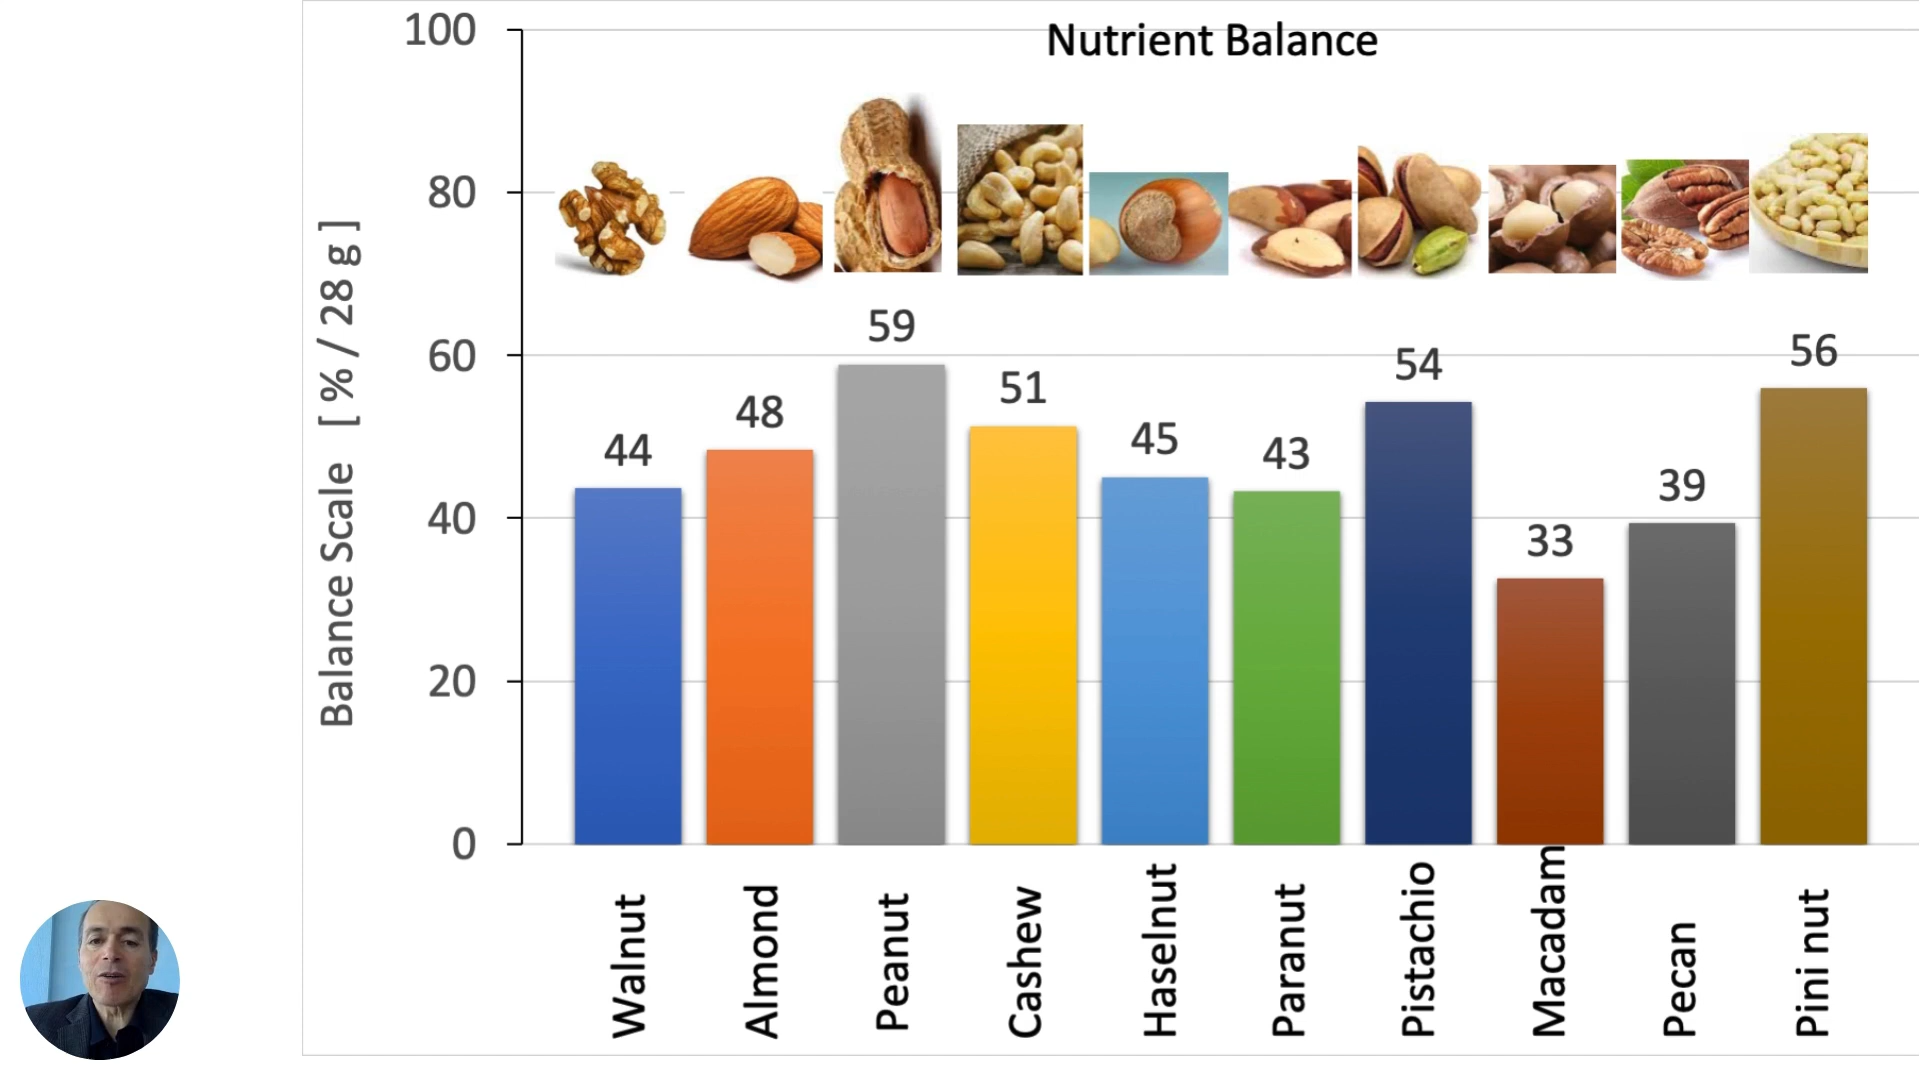 Nutrient Balance
Balance Scale [ % / 28 g ]
100
80
60
40
20
0
44
48
59
51
45
43
54
33
39
56
Walnut
Almond
Peanut
Cashew
Haselnut
Paranut
Pistachio
Macadam
Pecan
Pini nut